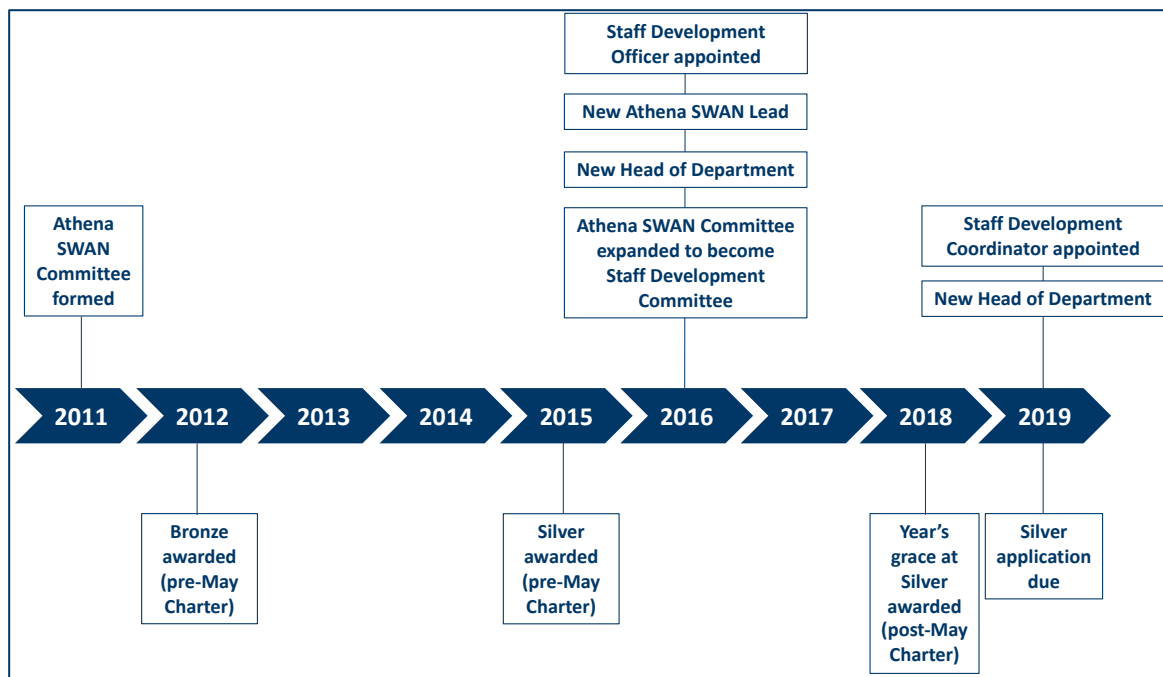 Staff Development
Officer appointed
New Athena SWAN Lead
New Head of Department
Athena SWAN Committee
expanded to become
Staff Development
Committee
Athena
SWAN
Committee
formed
Staff Development
Coordinator appointed
New Head of Department
2011
2012
2013
2014
2015
2016
2017
2018
2019
Bronze
awarded
(pre-May
Charter)
Silver
awarded
(pre-May
Charter)
Year's
grace at
Silver
awarded
(post-May
Charter)
Silver
application
due